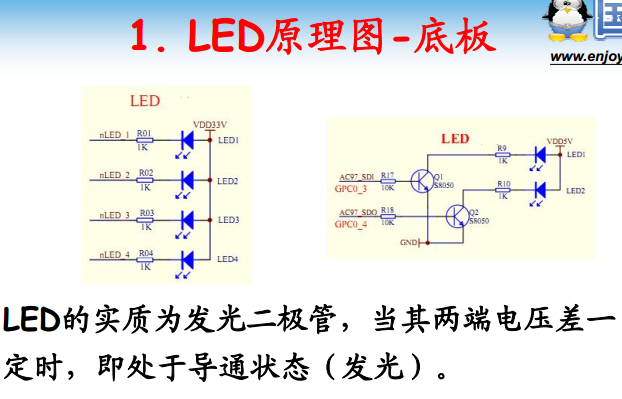 1. LED原理图-底板
国
www.enjoy
LED
VDD33V
nLED_1 R01 1K LED1
nLED_2 R02 1K LED2
nLED_3 R03 1K LED3
nLED_4 R04 1K LED4
LED
VDD5V
R9 1K LED1
AC97_SDI R17 10K Q1 S8050
GPC0_3
R10 1K LED2
AC97_SDO R18 10K Q2 S8050
GPC0_4
GND
LED的实质为发光二极管，当其两端电压差一
定时，即处于导通状态（发光）。